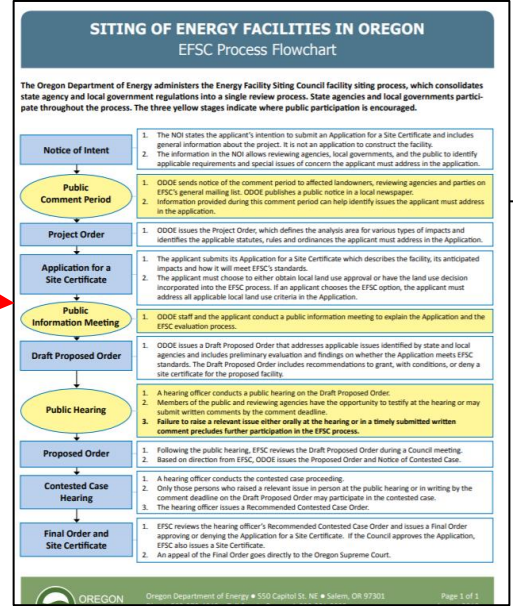 SITING OF ENERGY FACILITIES IN OREGON
EFSC Process Flowchart
The Oregon Department of Energy administers the Energy Facility Siting Council facility siting process, which consolidates
state agency and local government regulations into a single review process. State agencies and local governments partici-
pate throughout the process. The three yellow stages indicate where public participation is encouraged.
Notice of Intent
1. The NOI states the applicant's intention to submit an Application for a Site Certificate and includes
general information about the project. It is not an application to construct the facility.
2. The information in the NOI allows reviewing agencies, local governments, and the public to identify
applicable requirements and special issues of concern the applicant must address in the application.
Public
Comment Period
1. ODOE sends notice of the comment period to affected landowners, reviewing agencies and parties on
EFSC's general mailing list. ODOE publishes a public notice in a local newspaper.
2. Information provided during this comment period can help identify issues the applicant must address
in the application.
Project Order
1. ODOE issues the Project Order, which defines the analysis area for various types of impacts and
identifies the applicable statutes, rules and ordinances the applicant must address in the Application.
Application for a
Site Certificate
1. The applicant submits its Application for a Site Certificate which describes the facility, its anticipated
impacts and how it will meet EFSC's standards.
2. The applicant must choose to either obtain local land use approval or have the land use decision
incorporated into the EFSC process. If an applicant chooses the EFSC option, the applicant must
address all applicable local land use criteria in the Application.
Public
Information Meeting
1. ODOE staff and the applicant conduct a public information meeting to explain the Application and the
EFSC evaluation process.
Draft Proposed Order
1. ODOE issues a Draft Proposed Order that addresses applicable issues identified by state and local
agencies and includes preliminary evaluation and findings on whether the Application meets EFSC
standards. The Draft Proposed Order includes recommendations to grant, with conditions, or deny a
site certificate for the proposed facility.
Public Hearing
1. A hearing officer conducts a public hearing on the Draft Proposed Order.
2. Members of the public and reviewing agencies have the opportunity to testify at the hearing or may
submit written comments by the comment deadline.
3. Failure to raise a relevant issue either orally at the hearing or in a timely submitted written
comment precludes further participation in the EFSC process.
Proposed Order
1. Following the public hearing, EFSC reviews the Draft Proposed Order during a Council meeting.
2. Based on direction from EFSC, ODOE issues the Proposed Order and Notice of Contested Case.
Contested Case
Hearing
1. A hearing officer conducts the contested case proceeding.
2. Only those persons who raised a relevant issue in person at the public hearing or in writing by the
comment deadline on the Draft Proposed Order may participate in the contested case.
3. The hearing officer issues a Recommended Contested Case Order.
Final Order and
Site Certificate
1. EFSC reviews the hearing officer's Recommended Contested Case Order and issues a Final Order
approving or denying the Application for a Site Certificate. If the Council approves the Application,
EFSC also issues a Site Certificate.
2. An appeal of the Final Order goes directly to the Oregon Supreme Court.
OREGON
Oregon Department of Energy • 550 Capitol St. NE • Salem, OR 97301
Page 1 of 1